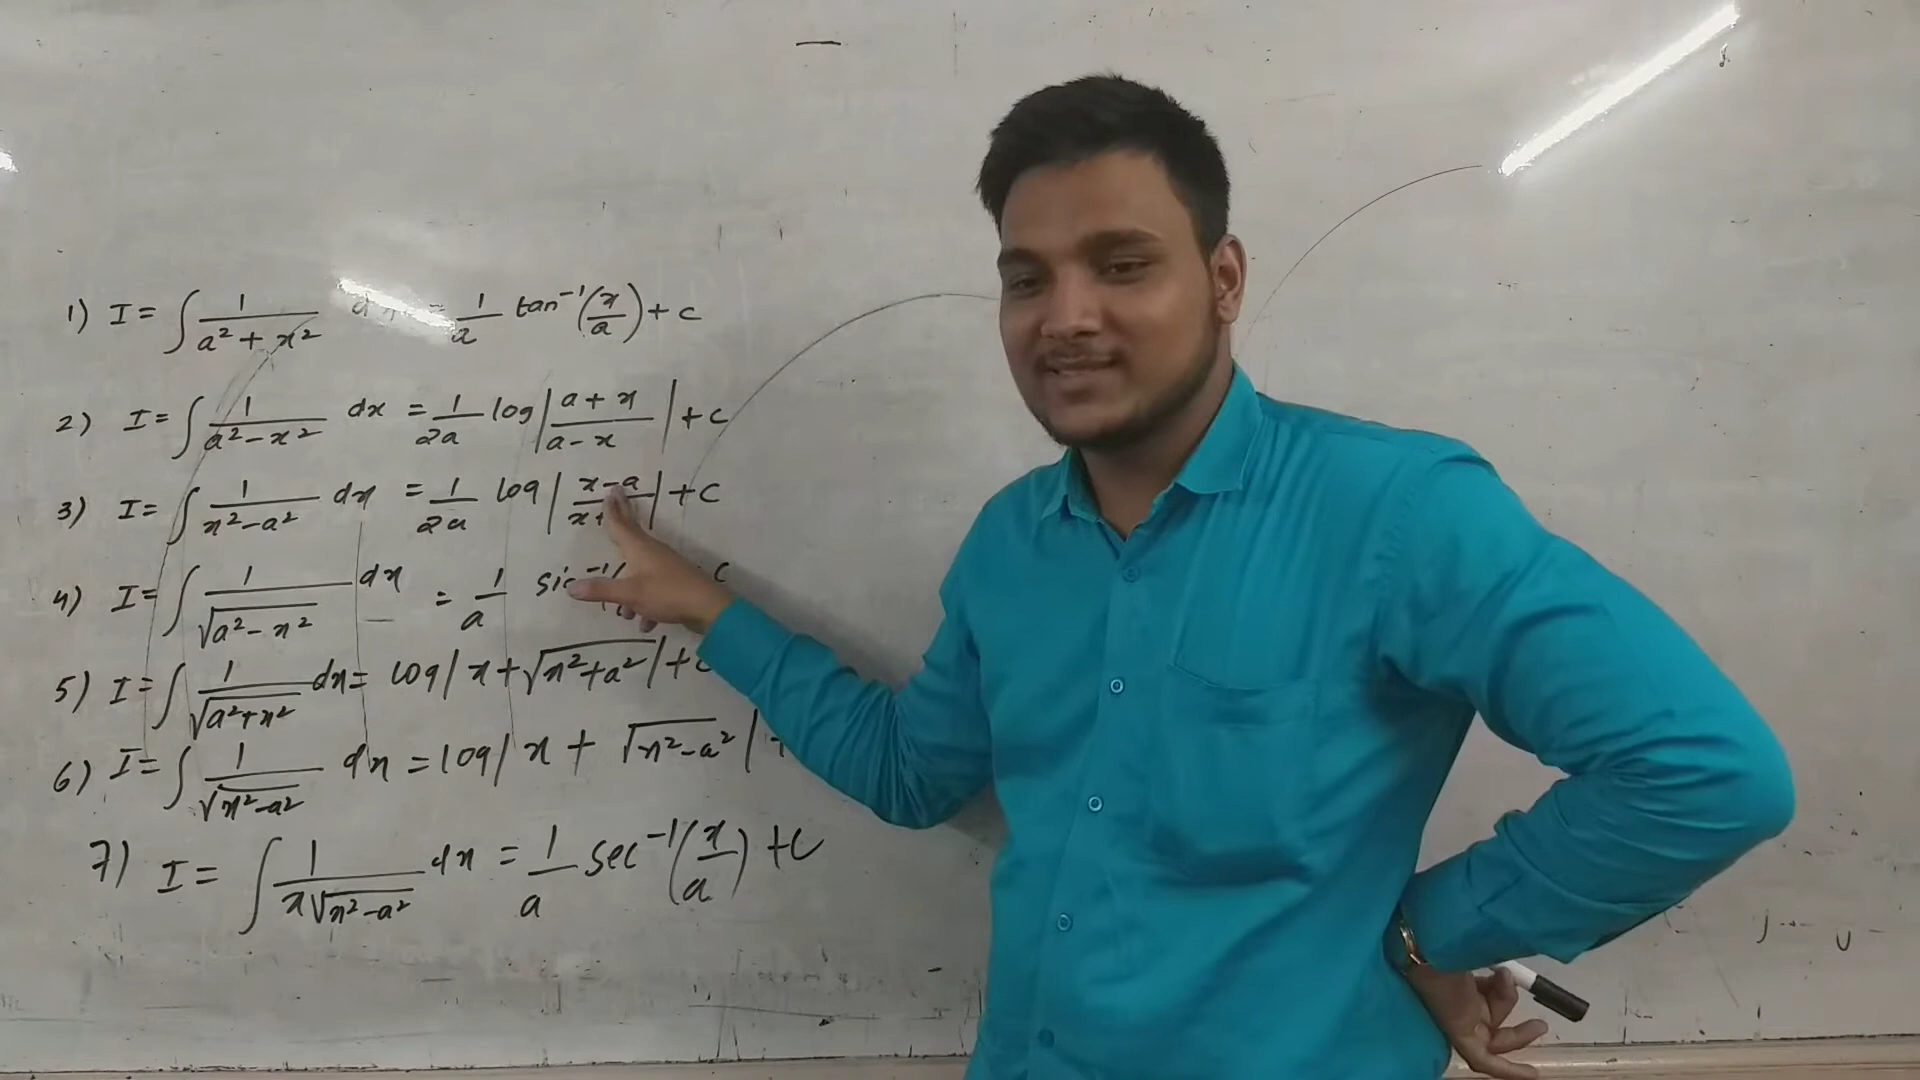 1) I = ∫ 1/(a² + x²) dx = 1/a tan⁻¹(x/a) + c
2) I = ∫ 1/(a² - x²) dx = 1/2a log |(a + x)/(a - x)| + c
3) I = ∫ 1/(x² - a²) dx = 1/2a log |(x - a)/(x +
4) I = ∫ 1/√(a² - x²) dx = 1/a c
5) I = ∫ 1/√(a² + x²) dx = log | x + √(x² + a²) | + c
6) I = ∫ 1/√(x² - a²) dx = log | x + √(x² - a²) | +
7) I = ∫ 1/(x√(x² - a²)) dx = 1/a sec⁻¹(x/a) + c